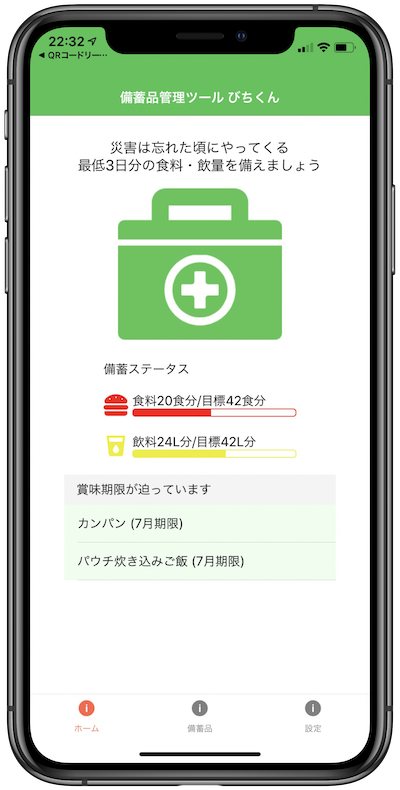 22:32
◀ QRコードリー…
備蓄品管理ツール びちくん
災害は忘れた頃にやってくる
最低3日分の食料・飲量を備えましょう
備蓄ステータス
食料20食分/目標42食分
飲料24L分/目標42L分
賞味期限が迫っています
カンパン (7月期限)
パウチ炊き込みご飯 (7月期限)
ホーム
備蓄品
設定